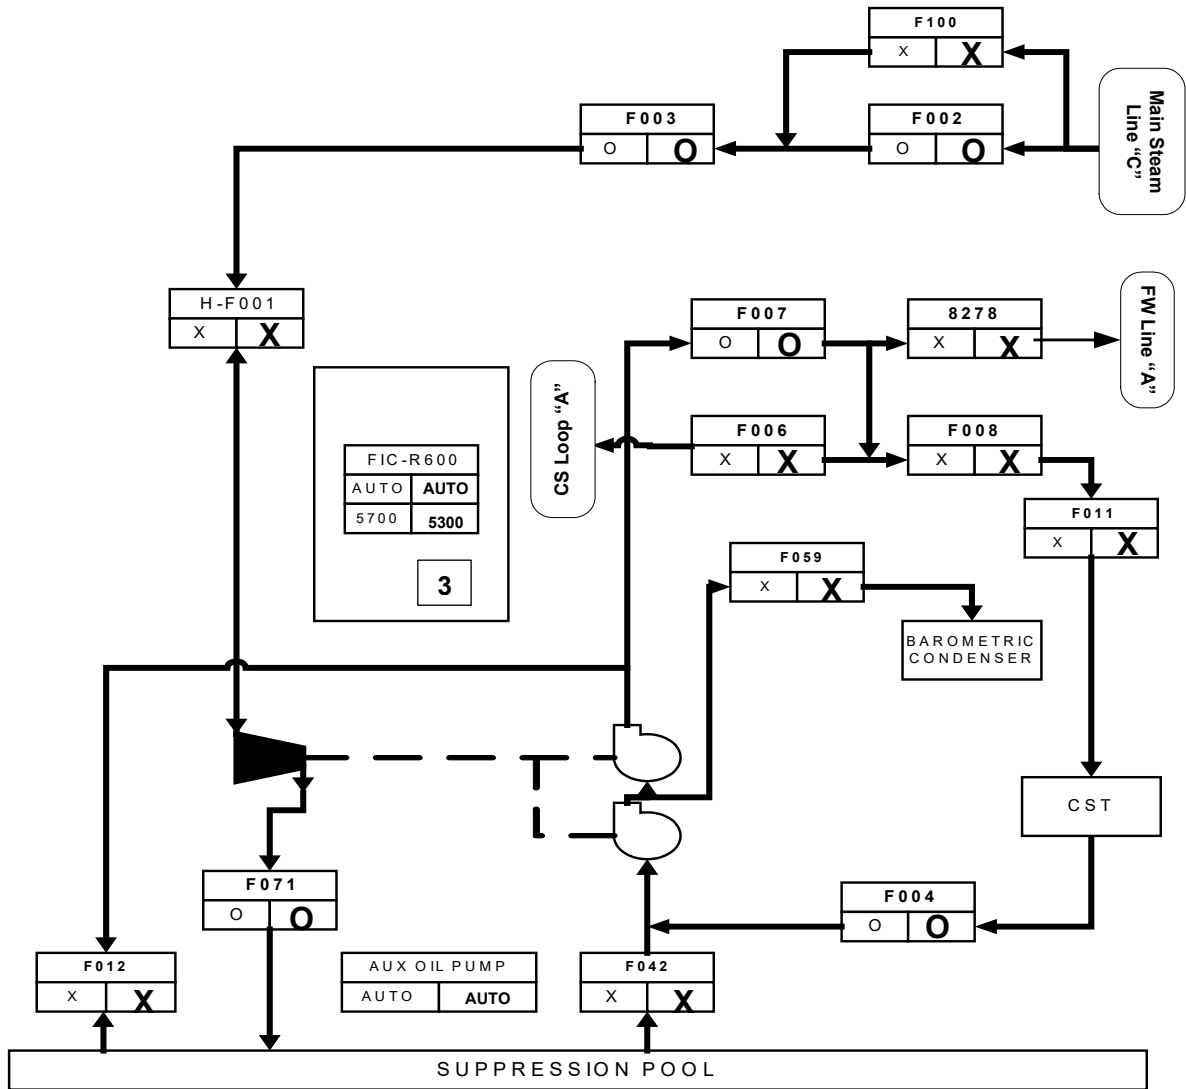 F100
X X
Main Steam
Line "C"
F003
O O
F002
O O
H-F001
X X
F007
O O
8278
X X
FW Line "A"
CS Loop "A"
F006
X X
F008
X X
FIC-R600
AUTO AUTO
5700 5300
3
F011
X X
F059
X X
BAROMETRIC
CONDENSER
CST
F071
O O
F004
O O
F012
X X
AUX OIL PUMP
AUTO AUTO
F042
X X
SUPPRESSION POOL